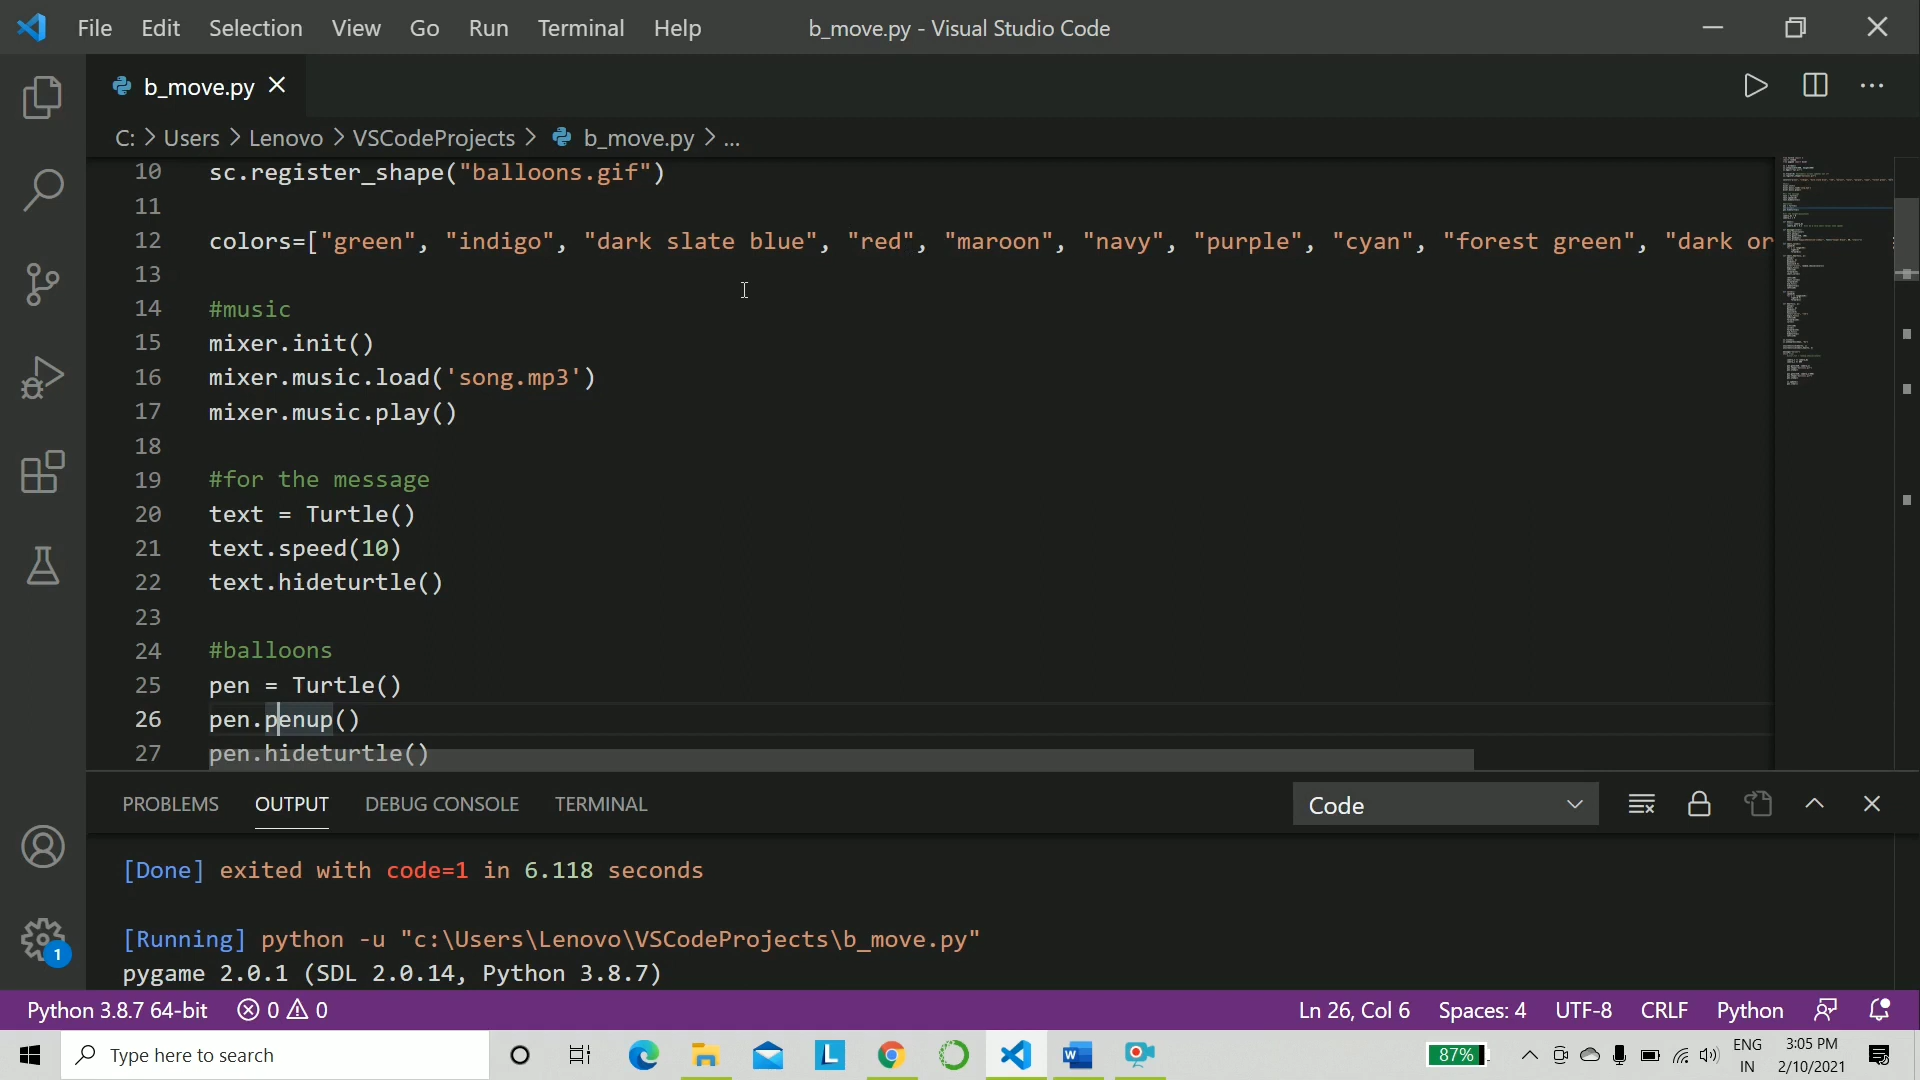 File Edit Selection View Go Run Terminal Help b_move.py - Visual Studio Code
b_move.py
C: > Users > Lenovo > VSCodeProjects > b_move.py > ...
10 sc.register_shape("balloons.gif")
11
12 colors=["green", "indigo", "dark slate blue", "red", "maroon", "navy", "purple", "cyan", "forest green", "dark or
13
14 #music
15 mixer.init()
16 mixer.music.load('song.mp3')
17 mixer.music.play()
18
19 #for the message
20 text = Turtle()
21 text.speed(10)
22 text.hideturtle()
23
24 #balloons
25 pen = Turtle()
26 pen.penup()
27 pen.hideturtle()
PROBLEMS OUTPUT DEBUG CONSOLE TERMINAL Code
[Done] exited with code=1 in 6.118 seconds
[Running] python -u "c:\Users\Lenovo\VSCodeProjects\b_move.py"
pygame 2.0.1 (SDL 2.0.14, Python 3.8.7)
1
Python 3.8.7 64-bit 0 0 Ln 26, Col 6 Spaces: 4 UTF-8 CRLF Python
Type here to search 87% ENG 3:05 PM
IN 2/10/2021